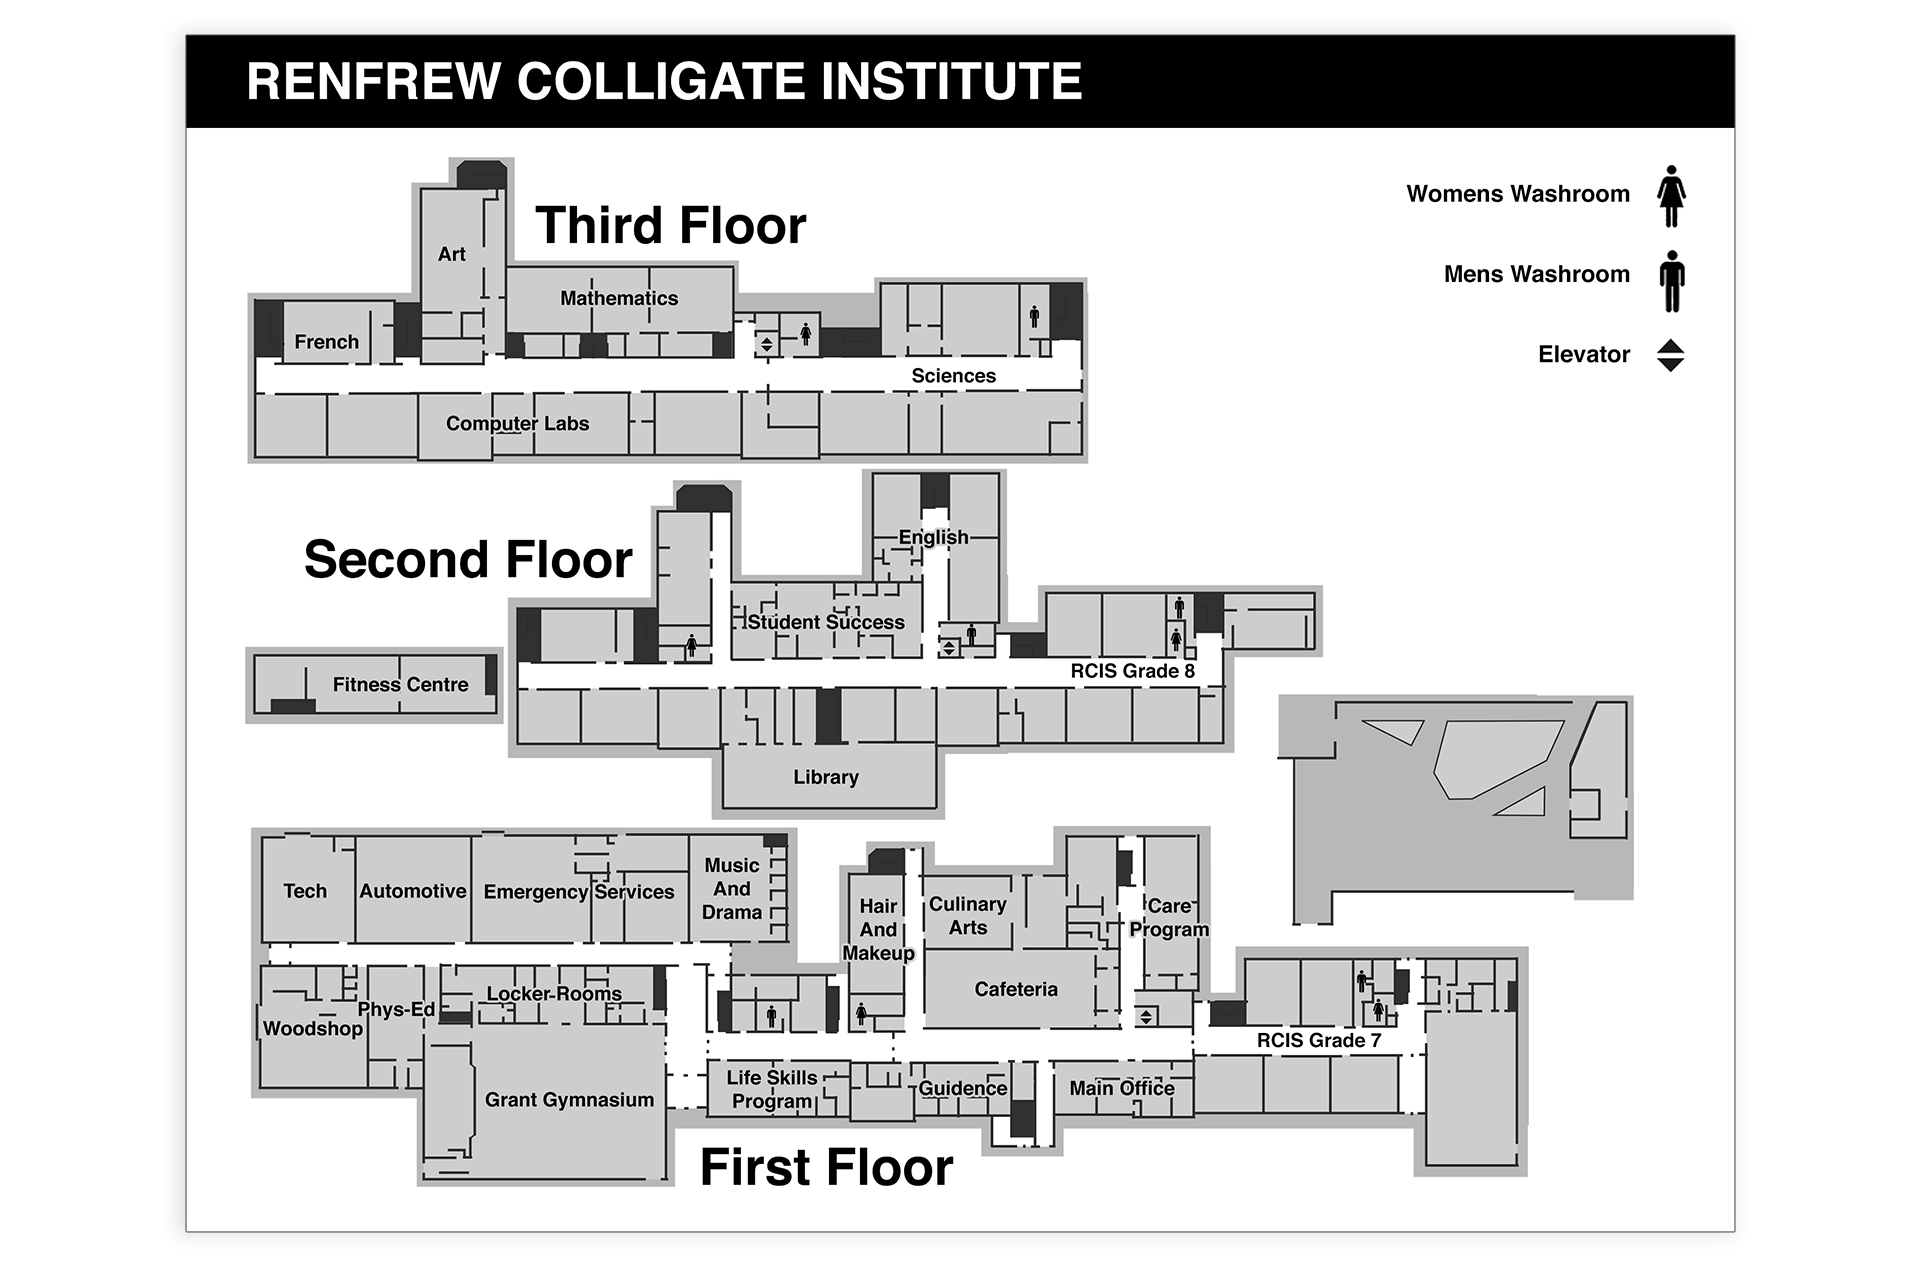 RENFREW COLLIGATE INSTITUTE
Womens Washroom
Mens Washroom
Elevator
Third Floor
Art
Mathematics
French
Sciences
Computer Labs
Second Floor
English
Student Success
RCIS Grade 8
Fitness Centre
Library
Tech
Automotive
Emergency Services
Music
And
Drama
Hair
And
Makeup
Culinary
Arts
Care
Program
Cafeteria
Locker Rooms
Phys-Ed
Woodshop
RCIS Grade 7
Life Skills
Program
Guidence
Main Office
Grant Gymnasium
First Floor